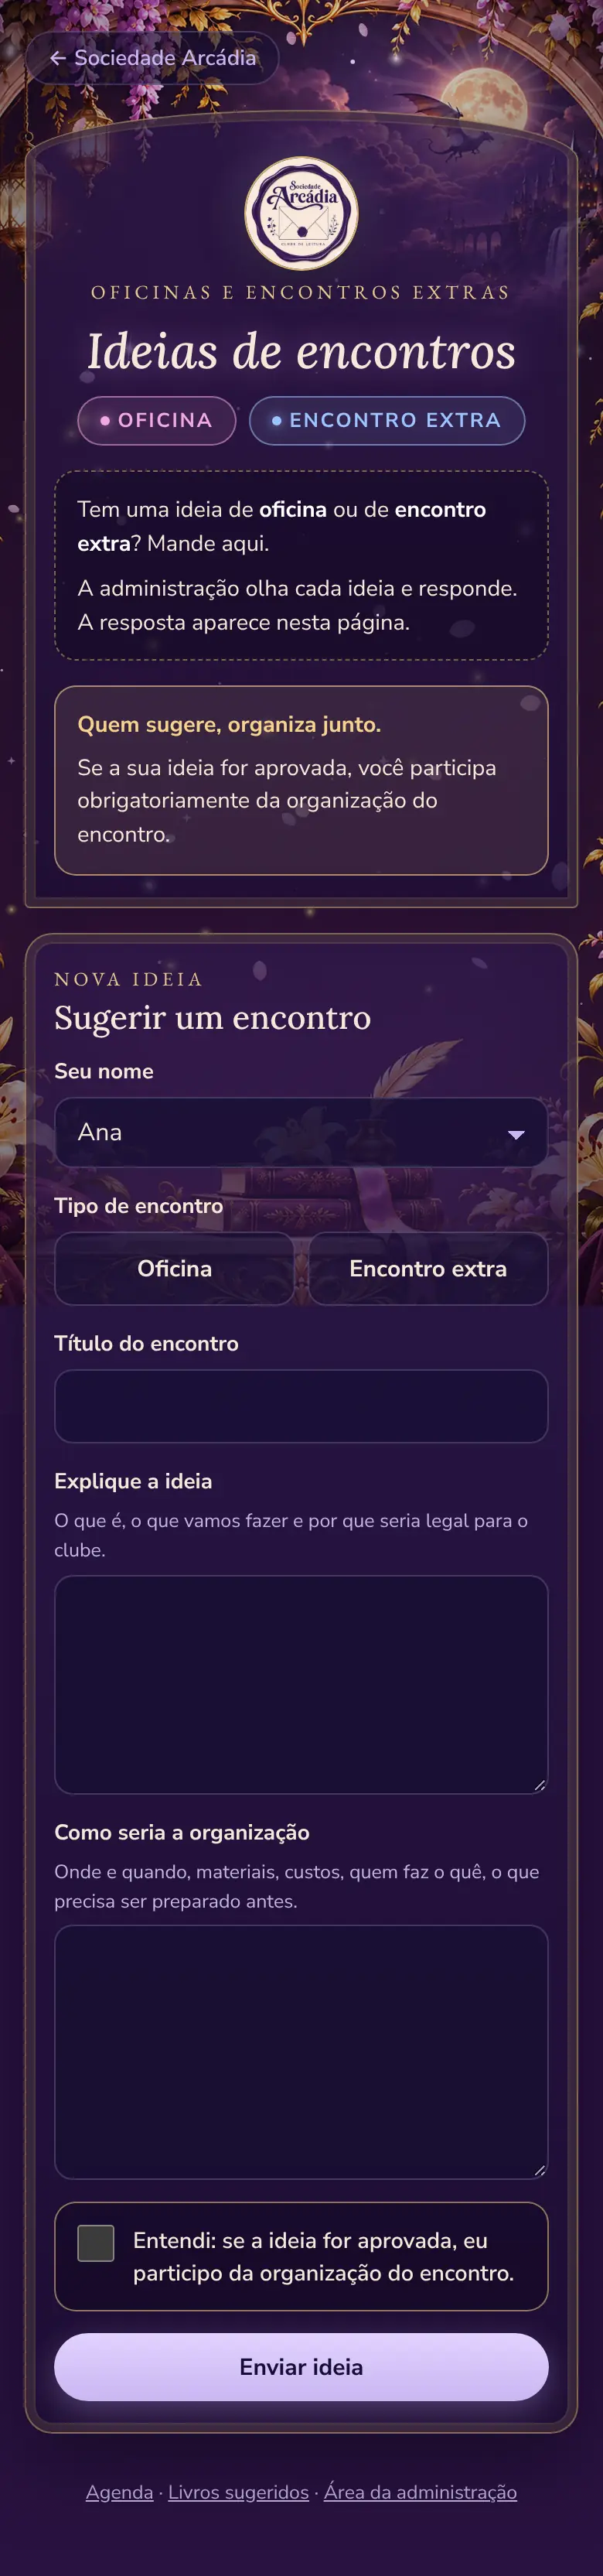 ← Sociedade Arcádia
Sociedade
Arcádia
CLUBE DE LEITURA
OFICINAS E ENCONTROS EXTRAS
Ideias de encontros
OFICINA
ENCONTRO EXTRA
Tem uma ideia de oficina ou de encontro
extra? Mande aqui.
A administração olha cada ideia e responde.
A resposta aparece nesta página.
Quem sugere, organiza junto.
Se a sua ideia for aprovada, você participa
obrigatoriamente da organização do
encontro.
NOVA IDEIA
Sugerir um encontro
Seu nome
Ana
Tipo de encontro
Oficina
Encontro extra
Título do encontro
Explique a ideia
O que é, o que vamos fazer e por que seria legal para o
clube.
Como seria a organização
Onde e quando, materiais, custos, quem faz o quê, o que
precisa ser preparado antes.
Entendi: se a ideia for aprovada, eu
participo da organização do encontro.
Enviar ideia
Agenda · Livros sugeridos · Área da administração